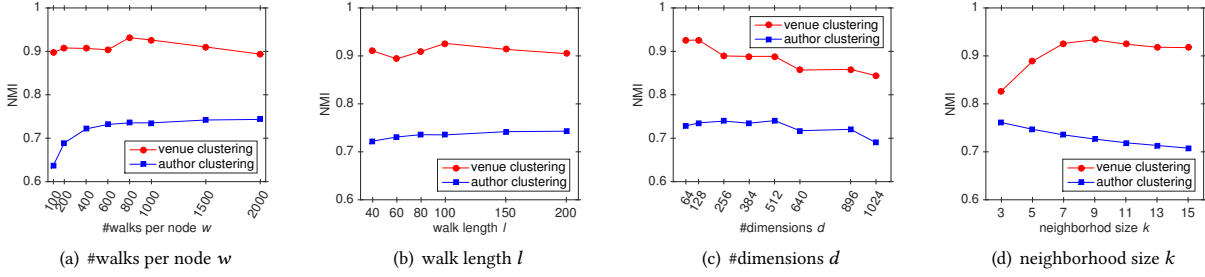 1
0.9
0.8
0.7
0.6
NMI
100
200
400
600
800
1000
1500
2000
#walks per node w
venue clustering
author clustering
(a) #walks per node w
1
0.9
0.8
0.7
0.6
NMI
40
60
80
100
150
200
walk length l
venue clustering
author clustering
(b) walk length l
1
0.9
0.8
0.7
0.6
NMI
64
128
256
384
512
640
896
1024
#dimensions d
venue clustering
author clustering
(c) #dimensions d
1
0.9
0.8
0.7
0.6
NMI
3
5
7
9
11
13
15
neighborhod size k
venue clustering
author clustering
(d) neighborhod size k